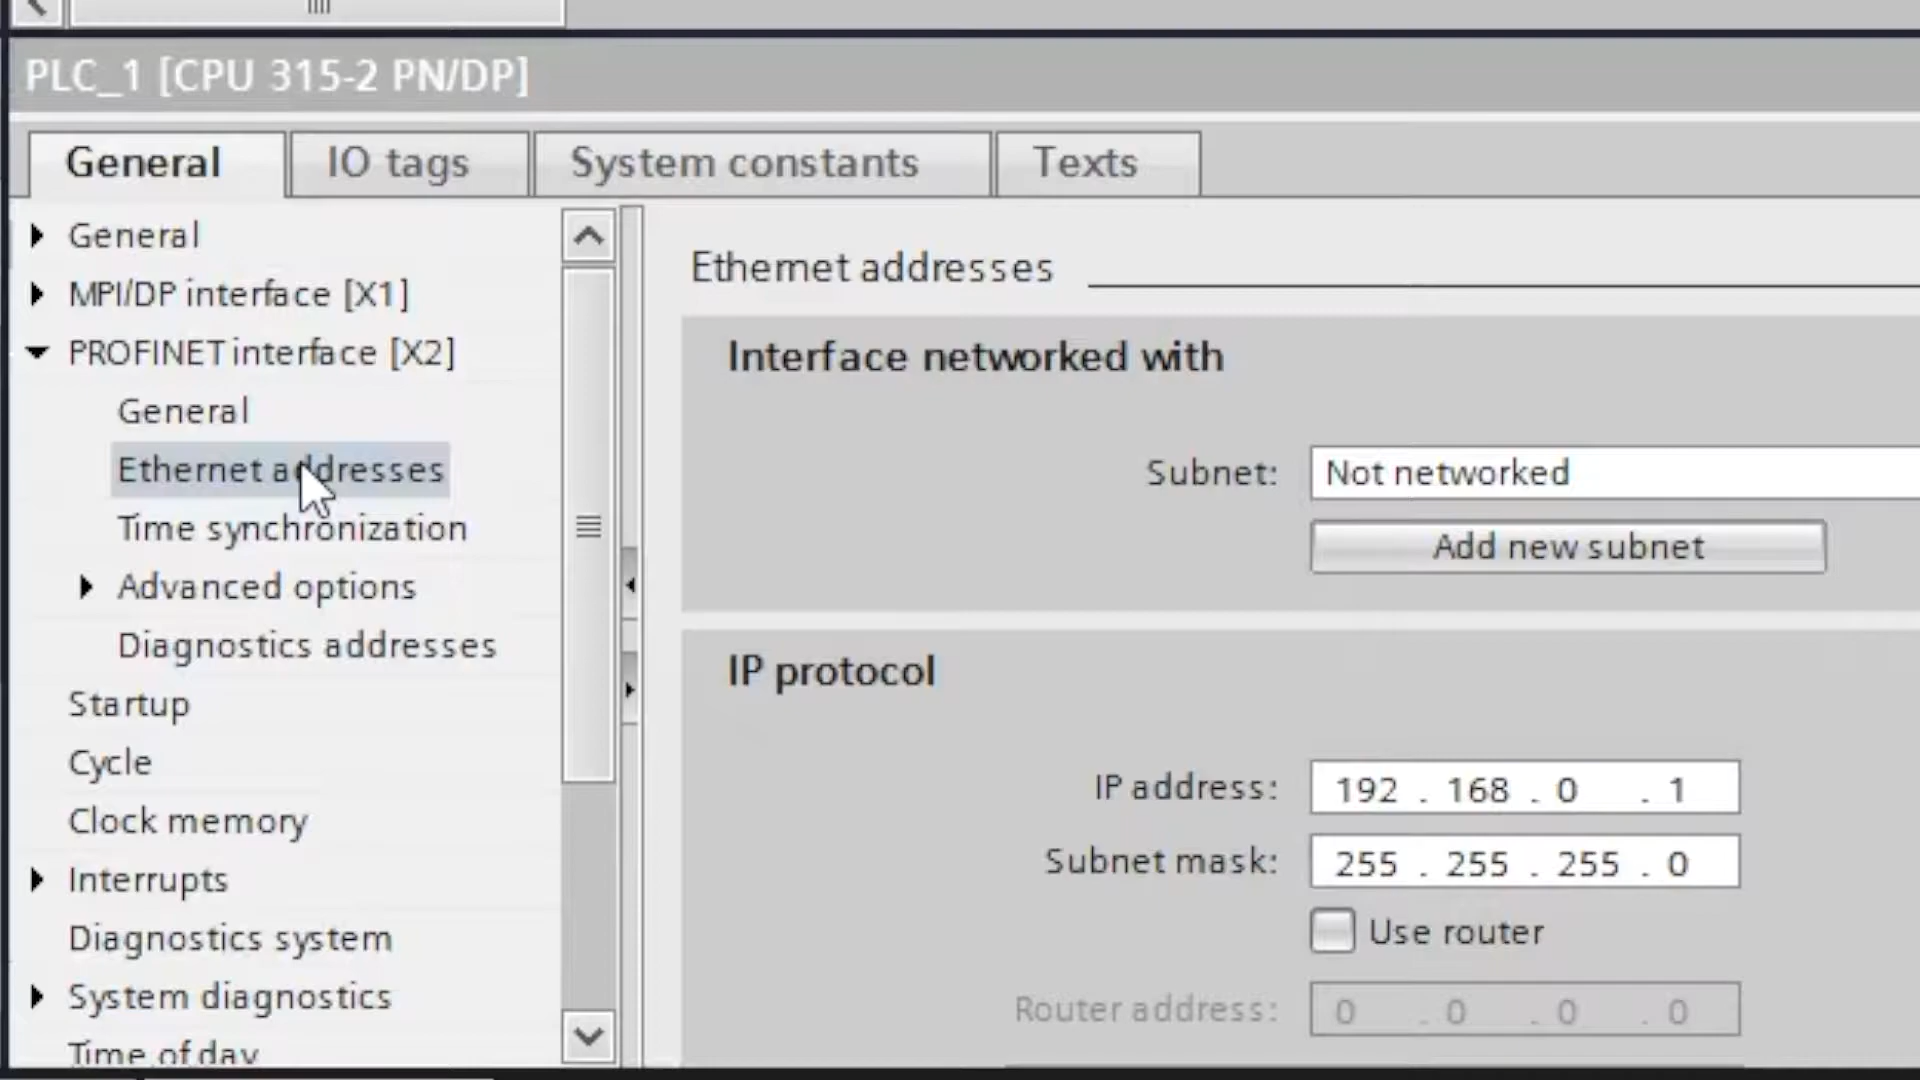 PLC_1 [CPU 315-2 PN/DP]
General
IO tags
System constants
Texts
General
MPI/DP interface [X1]
PROFINET interface [X2]
General
Ethernet addresses
Time synchronization
Advanced options
Diagnostics addresses
Startup
Cycle
Clock memory
Interrupts
Diagnostics system
System diagnostics
Time of day
Ethernet addresses
Interface networked with
Subnet: Not networked
Add new subnet
IP protocol
IP address: 192 . 168 . 0 . 1
Subnet mask: 255 . 255 . 255 . 0
Use router
Router address: 0 . 0 . 0 . 0